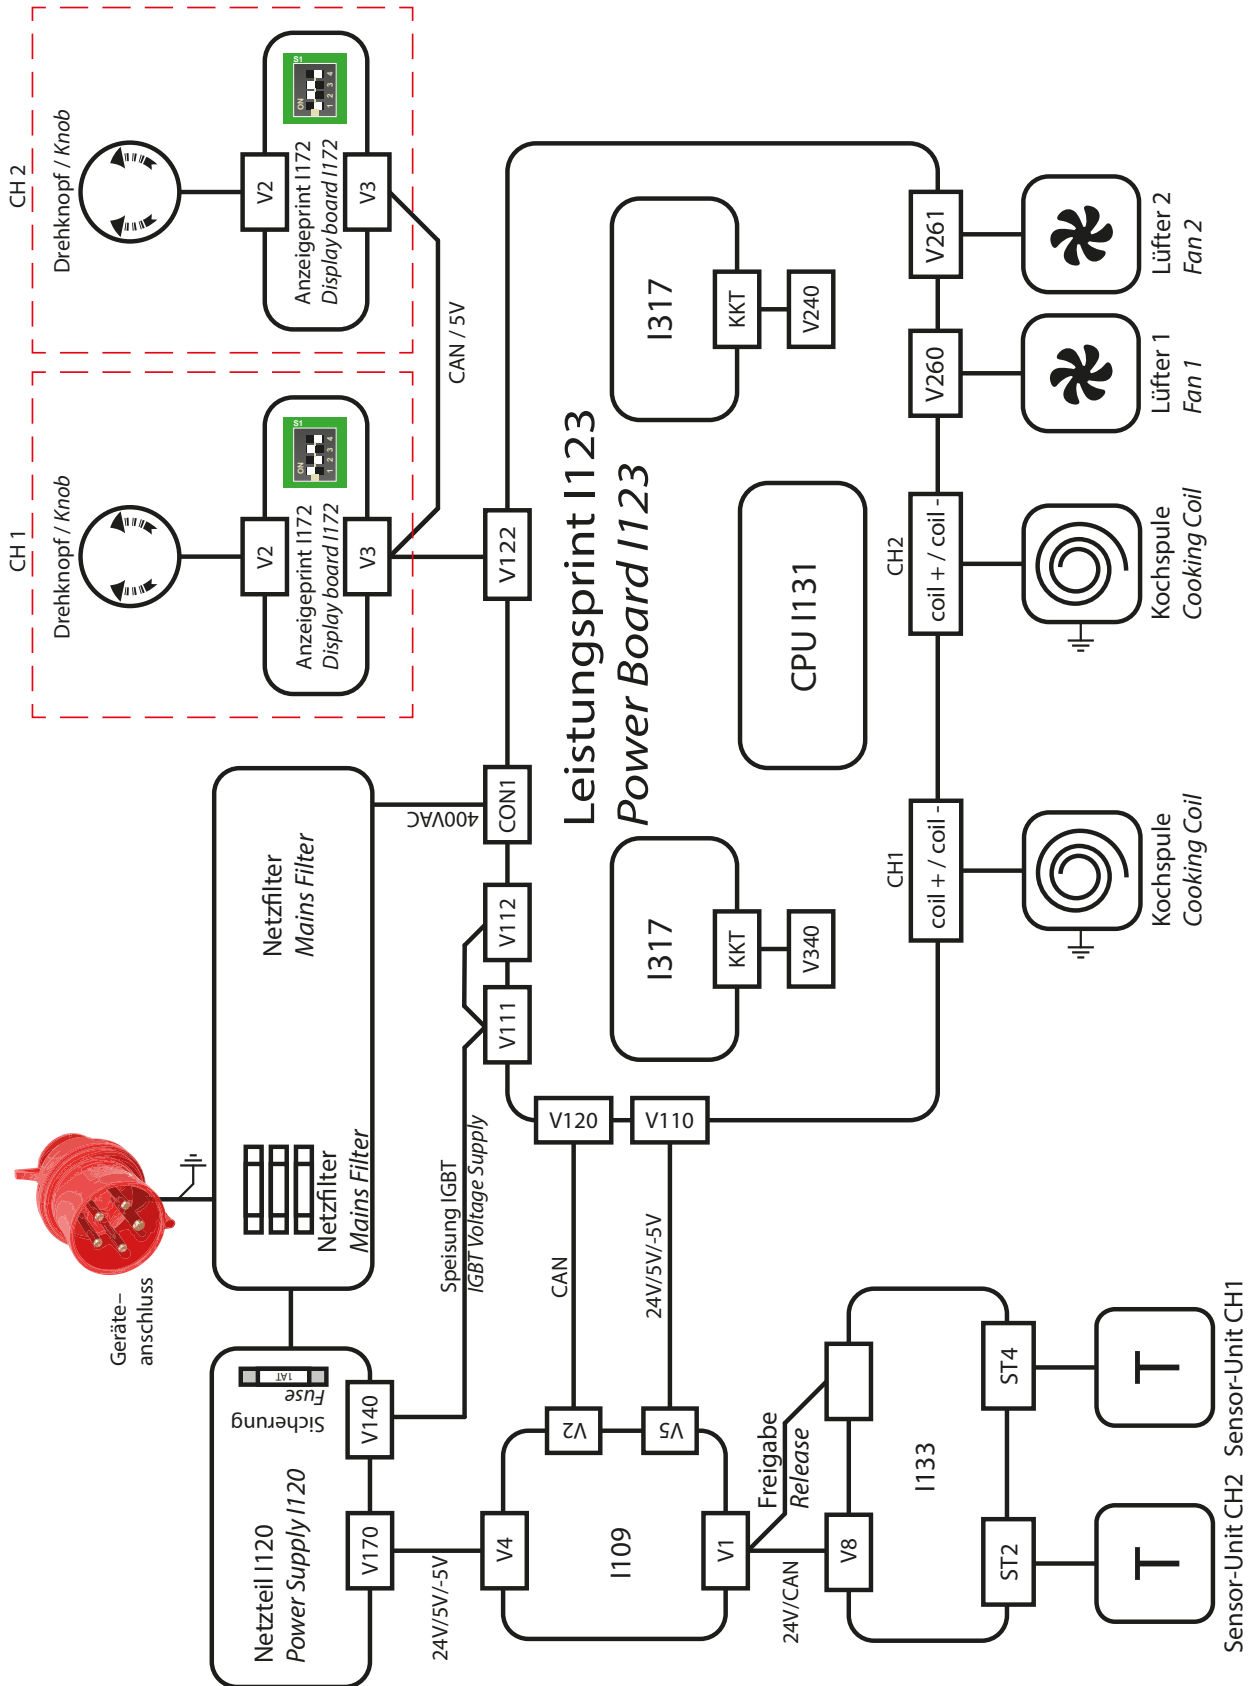 CH 1
CH 2
Drehknopf / Knob
Drehknopf / Knob
V2
V2
Anzeigeprint I172
Display board I172
Anzeigeprint I172
Display board I172
S1
ON
1 2 3 4
S1
ON
1 2 3 4
V3
V3
CAN / 5V
Geräte–
anschluss
Netzfilter
Mains Filter
Netzfilter
Mains Filter
400VAC
Netzteil I120
Power Supply I120
Sicherung
Fuse
1AT
V170
V140
Speisung IGBT
IGBT Voltage Supply
24V/5V/-5V
V111
V112
CON1
V122
Leistungsprint I123
Power Board I123
V120
V110
CAN
24V/5V/-5V
I317
KKT
V340
I317
KKT
V240
CPU I131
V4
V2
V5
I109
V1
Freigabe
Release
24V/CAN
V8
I133
ST2
ST4
T
T
Sensor-Unit CH2
Sensor-Unit CH1
CH1
coil + / coil -
CH2
coil + / coil -
V260
V261
Kochspule
Cooking Coil
Kochspule
Cooking Coil
Lüfter 1
Fan 1
Lüfter 2
Fan 2